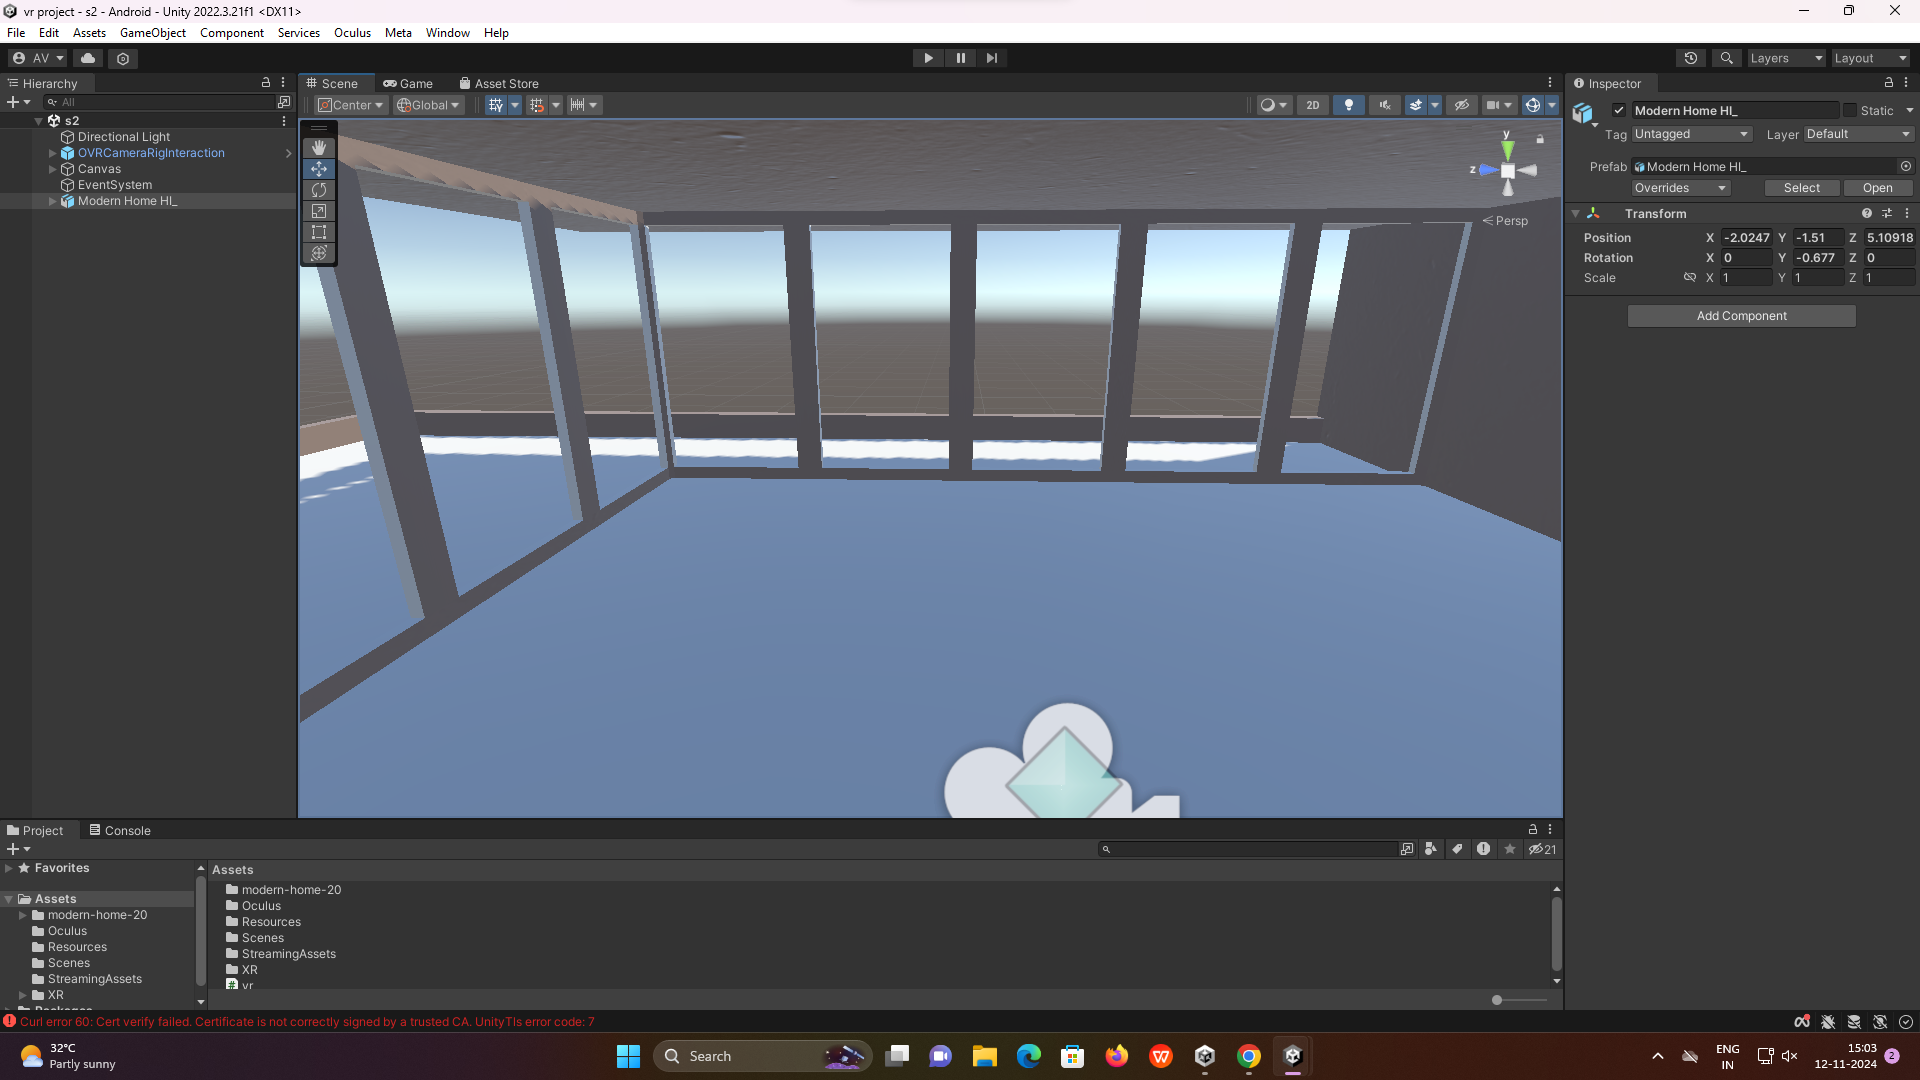 vr project - s2 - Android - Unity 2022.3.21f1 <DX11>
File Edit Assets GameObject Component Services Oculus Meta Window Help
AV
Layers
Layout
Hierarchy
All
s2
Directional Light
OVRCameraRigInteraction
Canvas
EventSystem
Modern Home HI_
Scene
Game
Asset Store
Center
Global
2D
y
z
Persp
Inspector
Modern Home HI_
Static
Tag Untagged Layer Default
Prefab Modern Home HI_
Overrides Select Open
Transform
Position X -2.0247 Y -1.51 Z 5.10918
Rotation X 0 Y -0.677 Z 0
Scale X 1 Y 1 Z 1
Add Component
Project
Console
21
Favorites
Assets
modern-home-20
Oculus
Resources
Scenes
StreamingAssets
XR
Packages
Assets
modern-home-20
Oculus
Resources
Scenes
StreamingAssets
XR
vr
Curl error 60: Cert verify failed. Certificate is not correctly signed by a trusted CA. UnityTls error code: 7
32°C
Partly sunny
Search
ENG
IN
15:03
12-11-2024
2